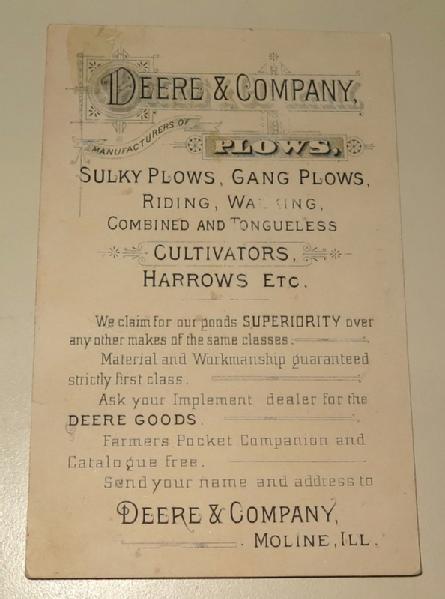 DEERE & COMPANY,
MANUFACTURERS OF
PLOWS,
SULKY PLOWS, GANG PLOWS,
RIDING,
COMBINED AND TONGUELESS
CULTIVATORS,
HARROWS ETC.
We claim for our goods SUPERIORITY over
any other makes of the same classes.
Material and Workmanship guaranteed
strictly first class.
Ask your Implement dealer for the
DEERE GOODS.
Farmers Pocket Companion and
Catalogue free.
Send your name and address to
DEERE & COMPANY,
MOLINE, ILL.